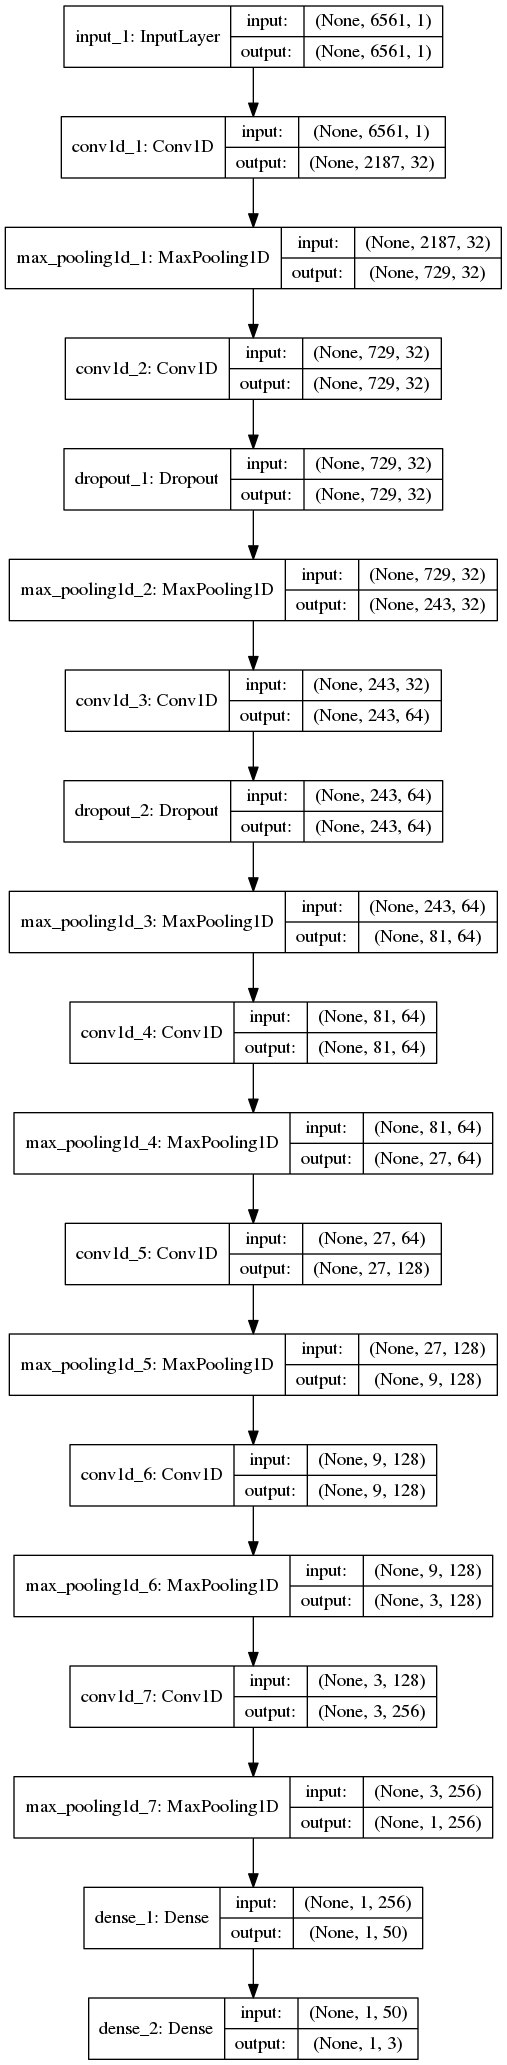 input_1: InputLayer
input: (None, 6561, 1)
output: (None, 6561, 1)
conv1d_1: Conv1D
input: (None, 6561, 1)
output: (None, 2187, 32)
max_pooling1d_1: MaxPooling1D
input: (None, 2187, 32)
output: (None, 729, 32)
conv1d_2: Conv1D
input: (None, 729, 32)
output: (None, 729, 32)
dropout_1: Dropout
input: (None, 729, 32)
output: (None, 729, 32)
max_pooling1d_2: MaxPooling1D
input: (None, 729, 32)
output: (None, 243, 32)
conv1d_3: Conv1D
input: (None, 243, 32)
output: (None, 243, 64)
dropout_2: Dropout
input: (None, 243, 64)
output: (None, 243, 64)
max_pooling1d_3: MaxPooling1D
input: (None, 243, 64)
output: (None, 81, 64)
conv1d_4: Conv1D
input: (None, 81, 64)
output: (None, 81, 64)
max_pooling1d_4: MaxPooling1D
input: (None, 81, 64)
output: (None, 27, 64)
conv1d_5: Conv1D
input: (None, 27, 64)
output: (None, 27, 128)
max_pooling1d_5: MaxPooling1D
input: (None, 27, 128)
output: (None, 9, 128)
conv1d_6: Conv1D
input: (None, 9, 128)
output: (None, 9, 128)
max_pooling1d_6: MaxPooling1D
input: (None, 9, 128)
output: (None, 3, 128)
conv1d_7: Conv1D
input: (None, 3, 128)
output: (None, 3, 256)
max_pooling1d_7: MaxPooling1D
input: (None, 3, 256)
output: (None, 1, 256)
dense_1: Dense
input: (None, 1, 256)
output: (None, 1, 50)
dense_2: Dense
input: (None, 1, 50)
output: (None, 1, 3)